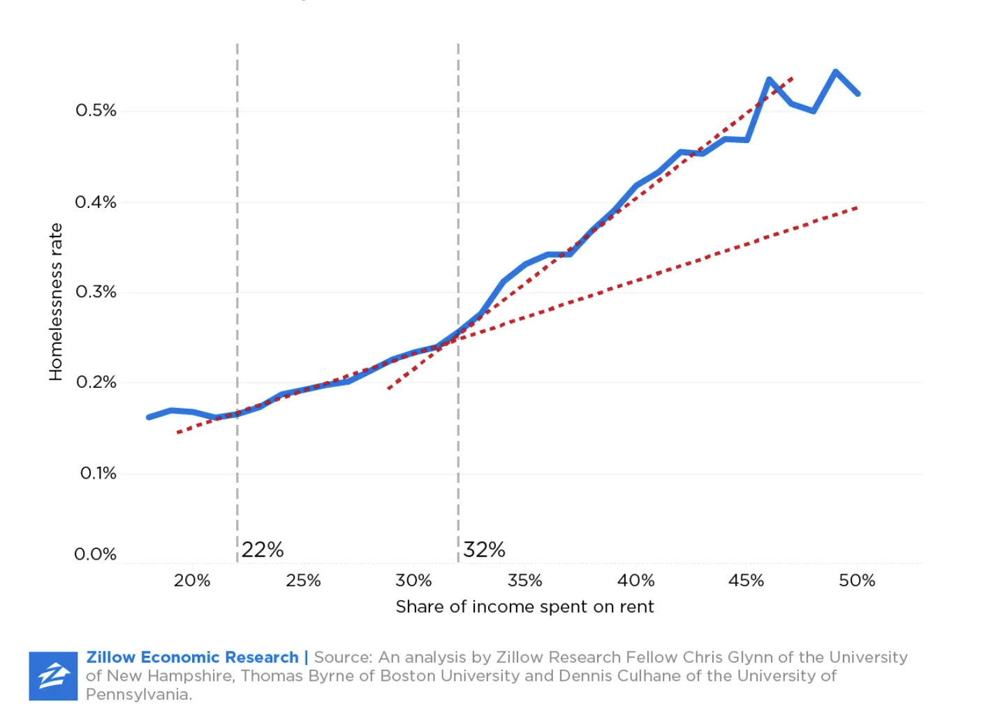 0.5%
0.4%
0.3%
0.2%
0.1%
0.0%
Homelessness rate
22%
32%
20% 25% 30% 35% 40% 45% 50%
Share of income spent on rent
Zillow Economic Research | Source: An analysis by Zillow Research Fellow Chris Glynn of the University
of New Hampshire, Thomas Byrne of Boston University and Dennis Culhane of the University of
Pennsylvania.